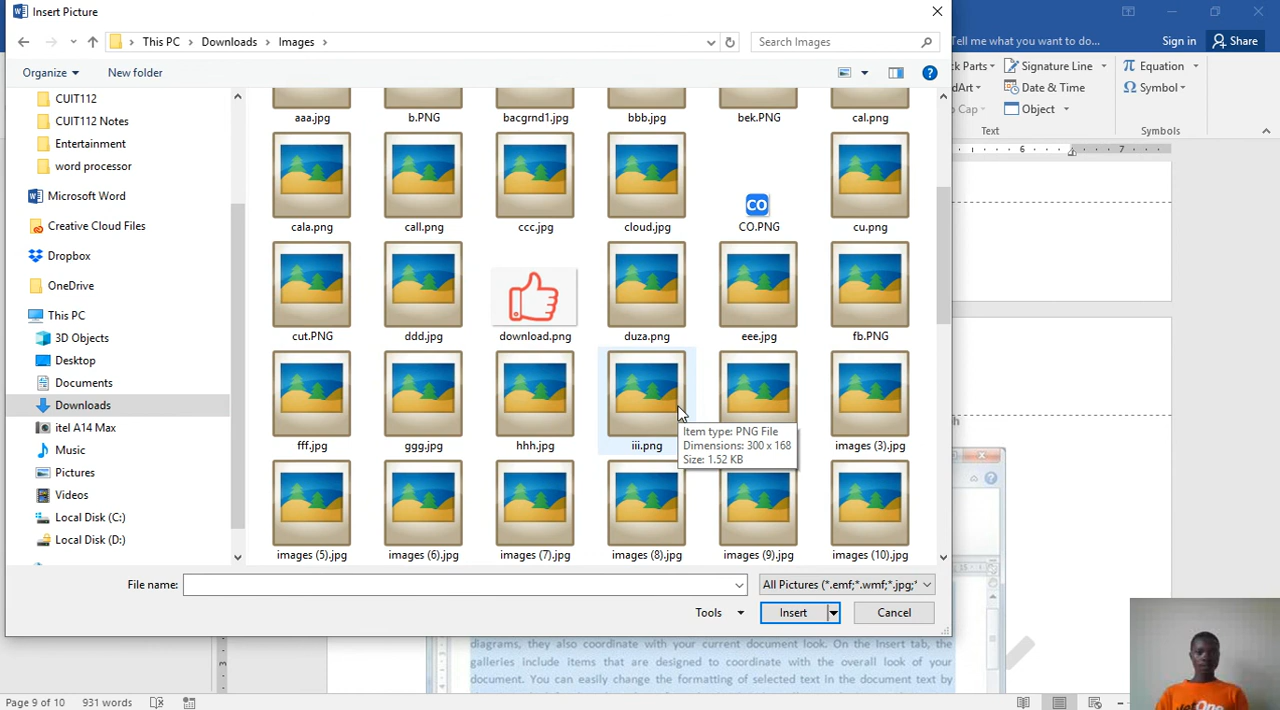 Insert Picture
Tell me what you want to do...
Sign in
Share
This PC > Downloads > Images >
Search Images
Organize
New folder
ck Parts
Signature Line
Equation
dArt
Date & Time
Symbol
p Cap
Object
Text
Symbols
6
7
CUIT112
CUIT112 Notes
Entertainment
word processor
Microsoft Word
Creative Cloud Files
Dropbox
OneDrive
This PC
3D Objects
Desktop
Documents
Downloads
itel A14 Max
Music
Pictures
Videos
Local Disk (C:)
Local Disk (D:)
aaa.jpg
b.PNG
bacgrnd1.jpg
bbb.jpg
bek.PNG
cal.png
cala.png
call.png
ccc.jpg
cloud.jpg
CO
CO.PNG
cu.png
cut.PNG
ddd.jpg
download.png
duza.png
eee.jpg
fb.PNG
fff.jpg
ggg.jpg
hhh.jpg
iii.png
images (3).jpg
Item type: PNG File
Dimensions: 300 x 168
Size: 1.52 KB
images (5).jpg
images (6).jpg
images (7).jpg
images (8).jpg
images (9).jpg
images (10).jpg
File name:
All Pictures (*.emf;*.wmf;*.jpg;*
Tools
Insert
Cancel
diagrams, they also coordinate with your current document look. On the Insert tab, the
galleries include items that are designed to coordinate with the overall look of your
document. You can easily change the formatting of selected text in the document text by
Page 9 of 10
931 words